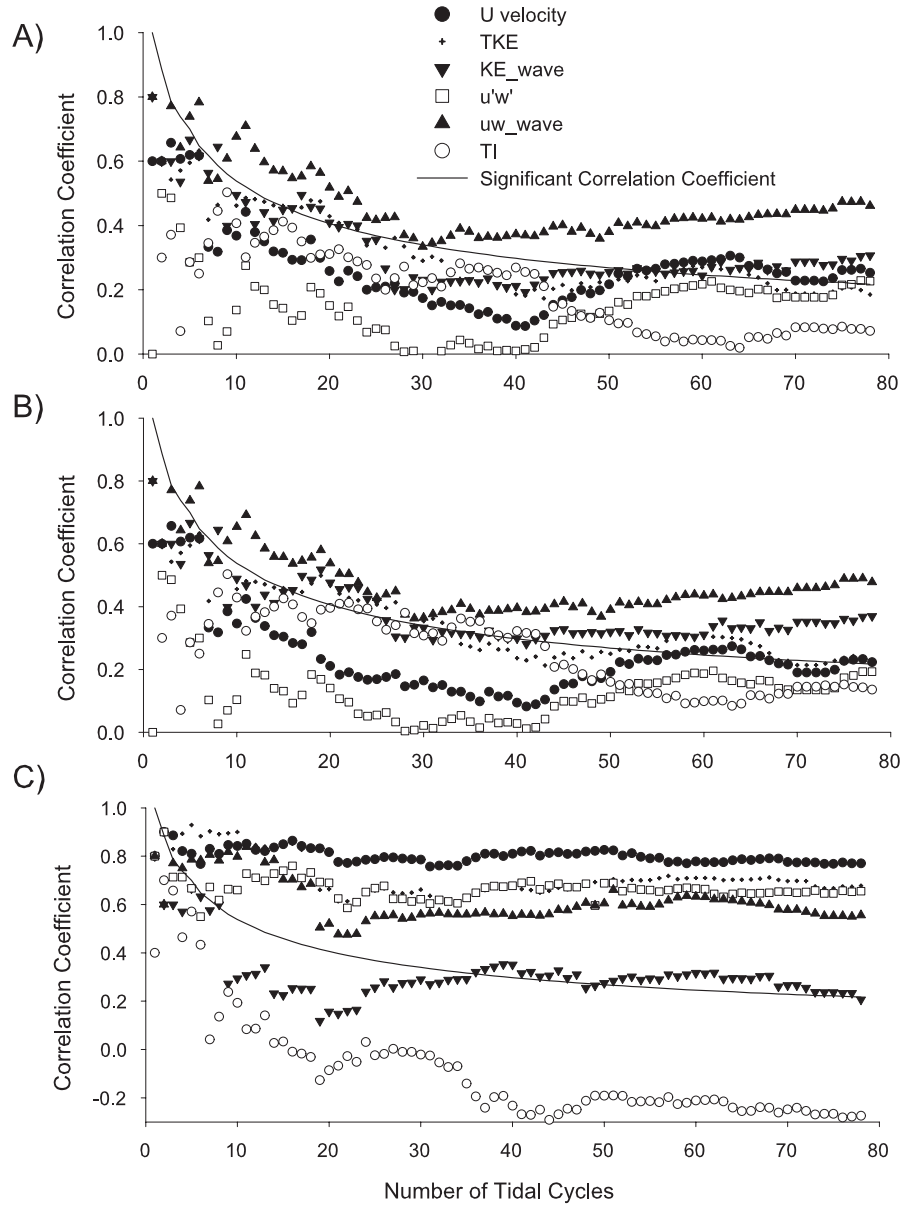 A)
U velocity
TKE
KE_wave
u'w'
uw_wave
TI
Significant Correlation Coefficient
1.0
0.8
0.6
0.4
0.2
0.0
Correlation Coefficient
0 10 20 30 40 50 60 70 80
B)
1.0
0.8
0.6
0.4
0.2
0.0
Correlation Coefficient
0 10 20 30 40 50 60 70 80
C)
1.0
0.8
0.6
0.4
0.2
0.0
-0.2
Correlation Coefficient
0 10 20 30 40 50 60 70 80
Number of Tidal Cycles